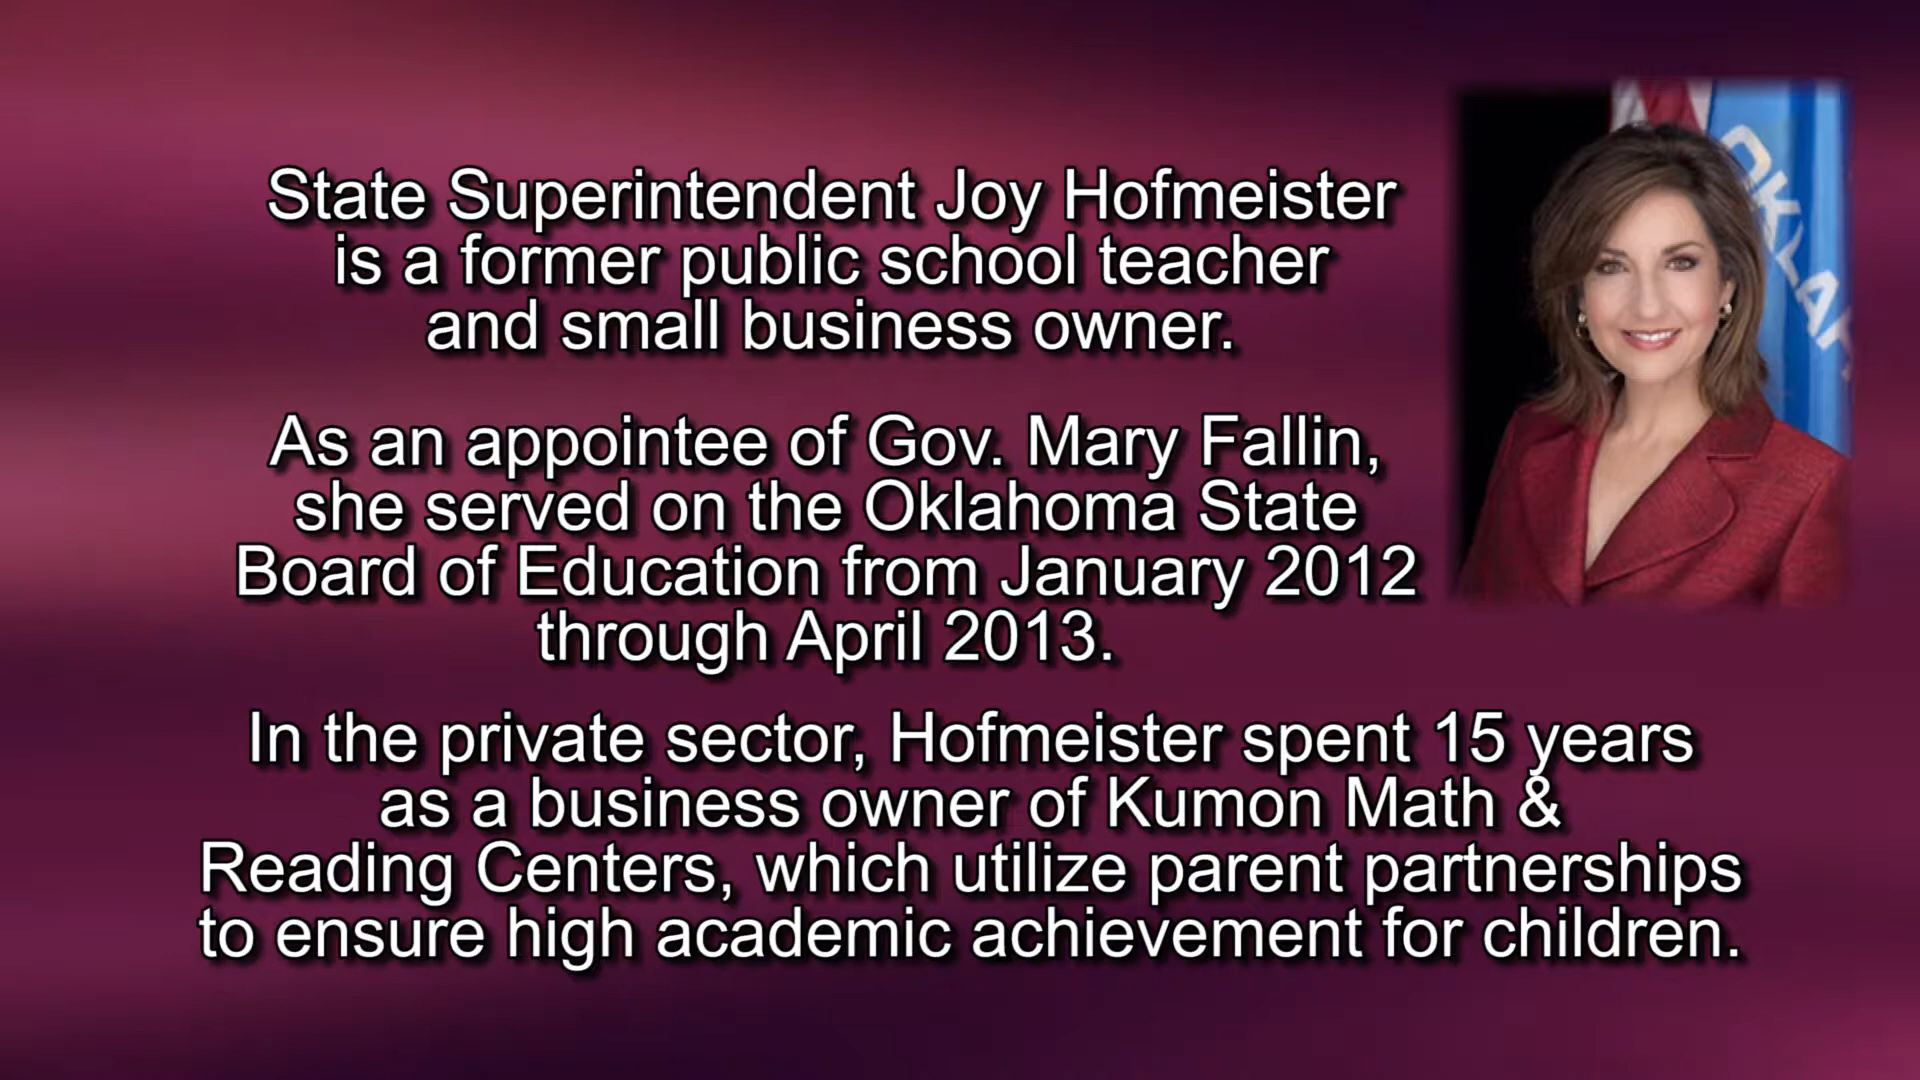 State Superintendent Joy Hofmeister
is a former public school teacher
and small business owner.
As an appointee of Gov. Mary Fallin,
she served on the Oklahoma State
Board of Education from January 2012
through April 2013.
In the private sector, Hofmeister spent 15 years
as a business owner of Kumon Math &
Reading Centers, which utilize parent partnerships
to ensure high academic achievement for children.
OKLAH